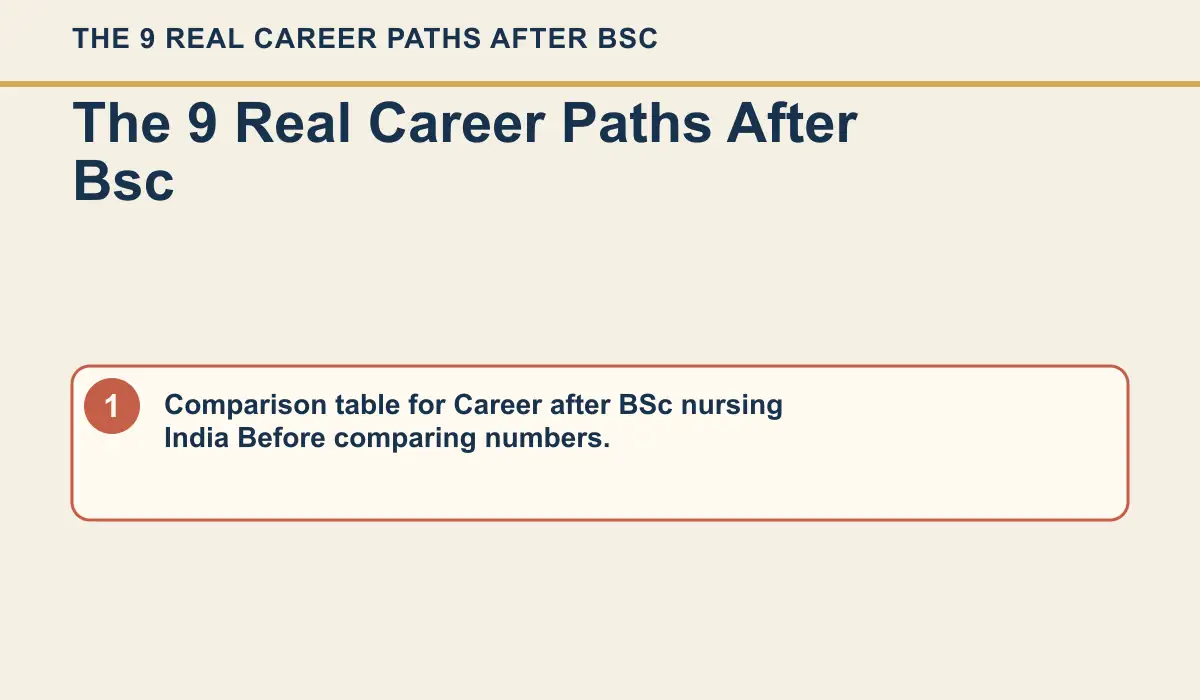 THE 9 REAL CAREER PATHS AFTER BSC
The 9 Real Career Paths After
Bsc
1
Comparison table for Career after BSc nursing
India Before comparing numbers.